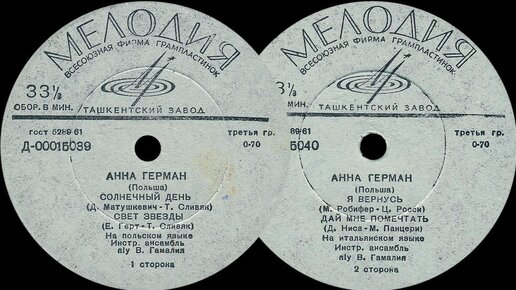 МЕЛОДИЯ
ВСЕСОЮЗНАЯ ФИРМА ГРАМПЛАСТИНОК
33⅓
ОБОР. В МИН.
ТАШКЕНТСКИЙ ЗАВОД
гост 5289-61
третья гр.
Д-00015039
0-70
АННА ГЕРМАН
(Польша)
СОЛНЕЧНЫЙ ДЕНЬ
(Д. Матушкевич-Т. Сливяк)
СВЕТ ЗВЕЗДЫ
(Е. Герт-Т. Сливяк)
На польском языке
Инстр. ансамбль
п/у В. Гамалия
1 сторона
МЕЛОДИЯ
ВСЕСОЮЗНАЯ ФИРМА ГРАМПЛАСТИНОК
33⅓
ОБОР. В МИН.
ТАШКЕНТСКИЙ ЗАВОД
89-61
третья гр.
5040
0-70
АННА ГЕРМАН
(Польша)
Я ВЕРНУСЬ
(М. Робифер-Ц. Росси)
ДАЙ МНЕ ПОМЕЧТАТЬ
(Д. Ниса-М. Панцери)
На итальянском языке
Инстр. ансамбль
п/у В. Гамалия
2 сторона